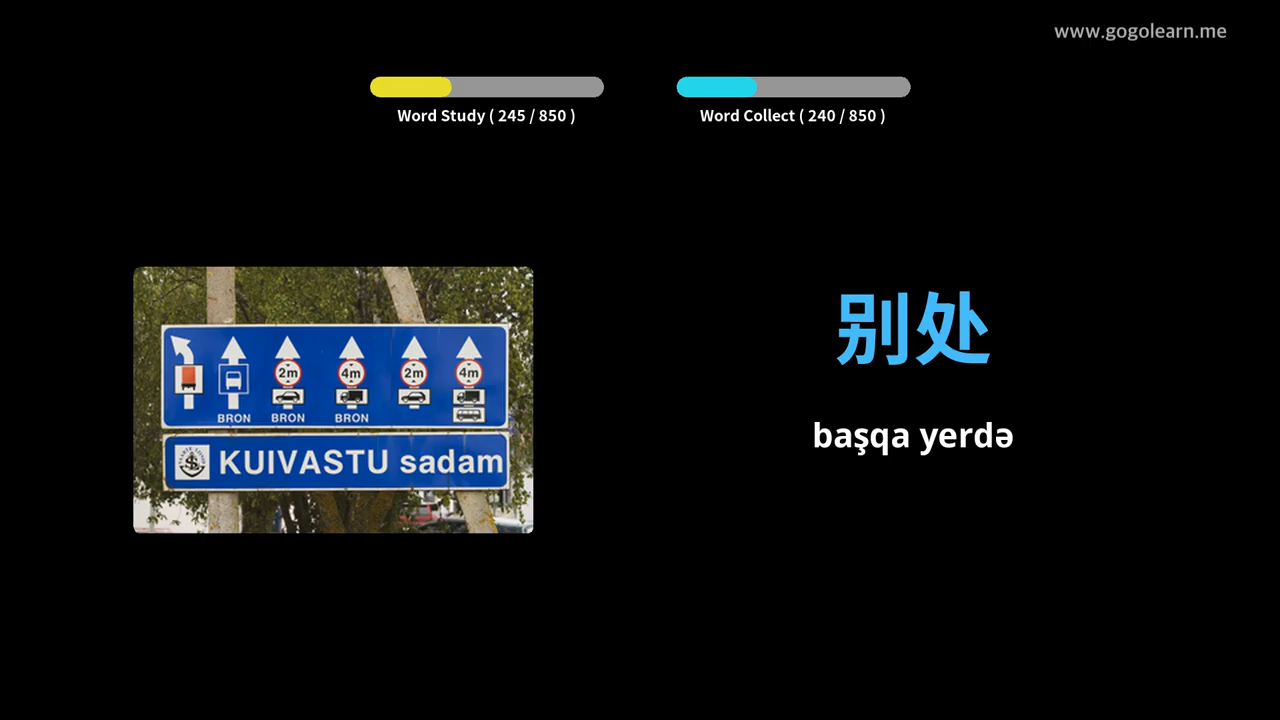 www.gogolearn.me
Word Study ( 245 / 850 )
Word Collect ( 240 / 850 )
2m 4m 2m 4m
BRON BRON BRON
KUIVASTU sadam
别处
başqa yerdə